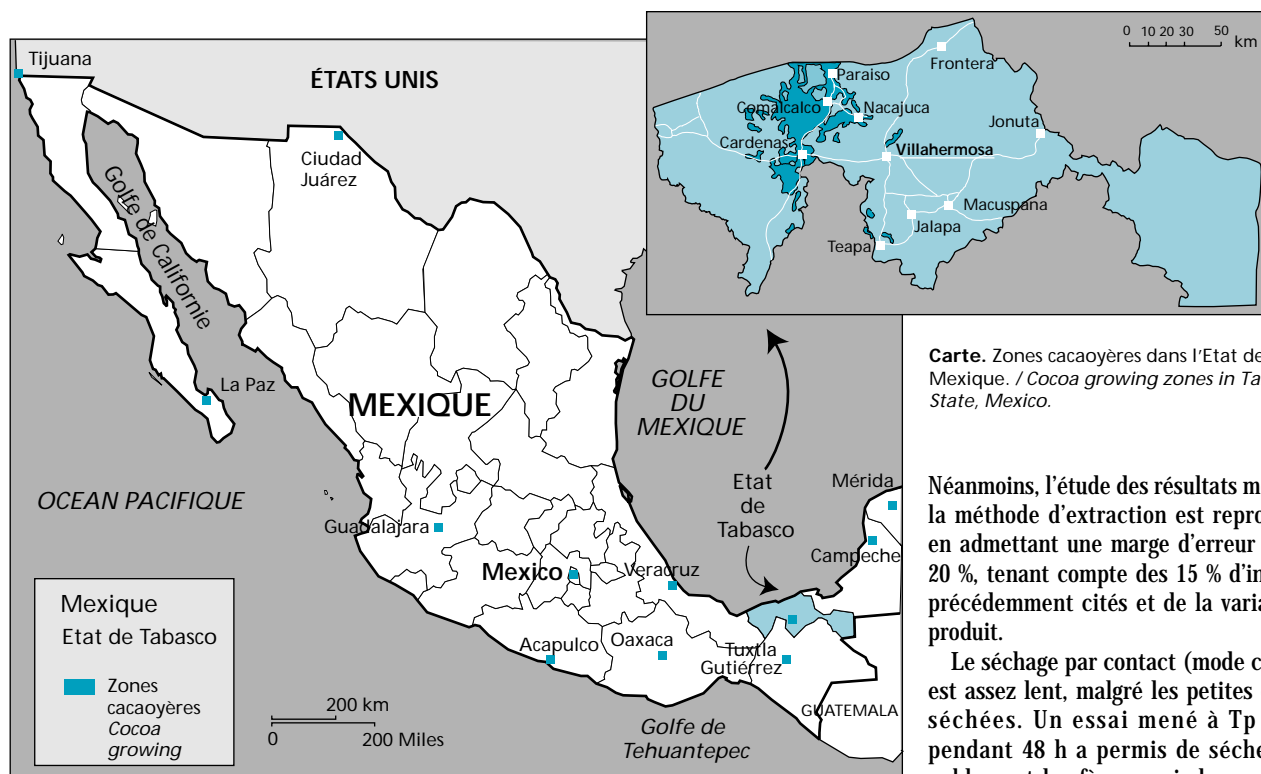 Tijuana
ÉTATS UNIS
Ciudad
Juárez
Golfe de Californie
La Paz
MEXIQUE
OCEAN PACIFIQUE
GOLFE
DU
MEXIQUE
Etat
de
Tabasco
Mérida
Campeche
Guadalajara
Mexico
Veracruz
Acapulco
Oaxaca
Tuxtla
Gutiérrez
GUATEMALA
Golfe de
Tehuantepec
200 km
0
200 Miles
Mexique
Etat de Tabasco
Zones
cacaoyères
Cocoa
growing
0 10 20 30 50
km
Paraiso
Frontera
Comalcalco
Nacajuca
Jonuta
Cardenas
Villahermosa
Macuspana
Jalapa
Teapa
Carte. Zones cacaoyères dans l'Etat de
Mexique. / Cocoa growing zones in Ta
State, Mexico.
Néanmoins, l'étude des résultats m
la méthode d'extraction est repro
en admettant une marge d'erreur
20 %, tenant compte des 15 % d'in
précédemment cités et de la varia
produit.
Le séchage par contact (mode c
est assez lent, malgré les petites
séchées. Un essai mené à Tp
pendant 48 h a permis de séche